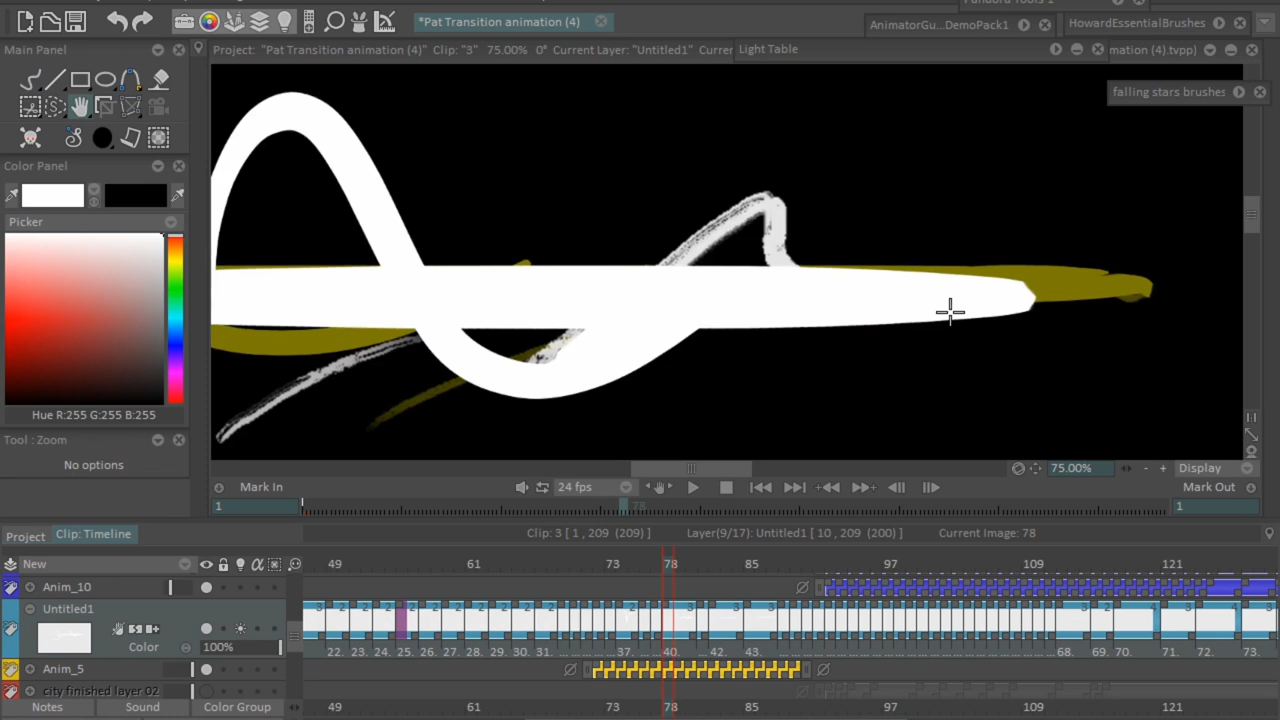 Pandora Tools 1
*Pat Transition animation (4)
AnimatorGu...DemoPack1
HowardEssentialBrushes
Main Panel
Project: "Pat Transition animation (4)" Clip: "3" 75.00% 0° Current Layer: "Untitled1" Currer
Light Table
mation (4).tvpp)
falling stars brushes
Color Panel
Picker
Hue R:255 G:255 B:255
Tool : Zoom
No options
75.00%
- +
Display
Mark In
24 fps
Mark Out
1
78
1
Project
Clip: Timeline
Clip: 3 [ 1 , 209 (209) ]
Layer(9/17): Untitled1 [ 10 , 209 (200) ]
Current Image: 78
New
49 61 73 78 85 97 109 121
Anim_10
Untitled1
Color
100%
22. 23. 24. 25. 26. 27. 28. 29. 30. 31. 37. 40. 42. 43. 68. 69. 70. 71. 72. 73.
Anim_5
city finished layer 02
Notes
Sound
Color Group
49 61 73 78 85 97 109 121